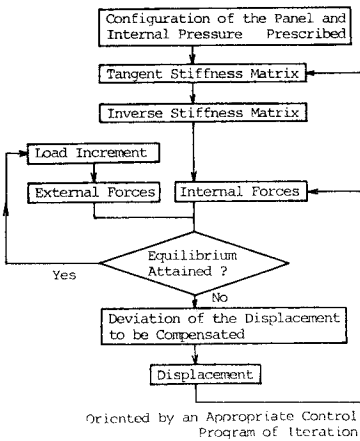 Configuration of the Panel and
Internal Pressure Prescribed
Tangent Stiffness Matrix
Inverse Stiffness Matrix
Load Increment
External Forces
Internal Forces
Equilibrium
Attained ?
Yes
No
Deviation of the Displacement
to be Compensated
Displacement
Oriented by an Appropriate Control
Program of Iteration